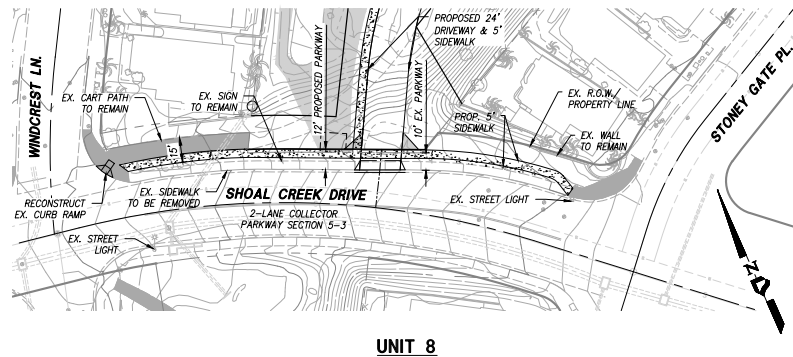 PROPOSED 24'
DRIVEWAY & 5'
SIDEWALK
WINDCREST LN.
EX. CART PATH
TO REMAIN
EX. SIGN
TO REMAIN
12' PROPOSED PARKWAY
10' EX. PARKWAY
EX. R.O.W./
PROPERTY LINE
PROP. 5'
SIDEWALK
EX. WALL
TO REMAIN
STONEY GATE PL.
15'
RECONSTRUCT
EX. CURB RAMP
EX. SIDEWALK
TO BE REMOVED
SHOAL CREEK DRIVE
2-LANE COLLECTOR
PARKWAY SECTION 5-3
EX. STREET LIGHT
EX. STREET
LIGHT
N
UNIT 8